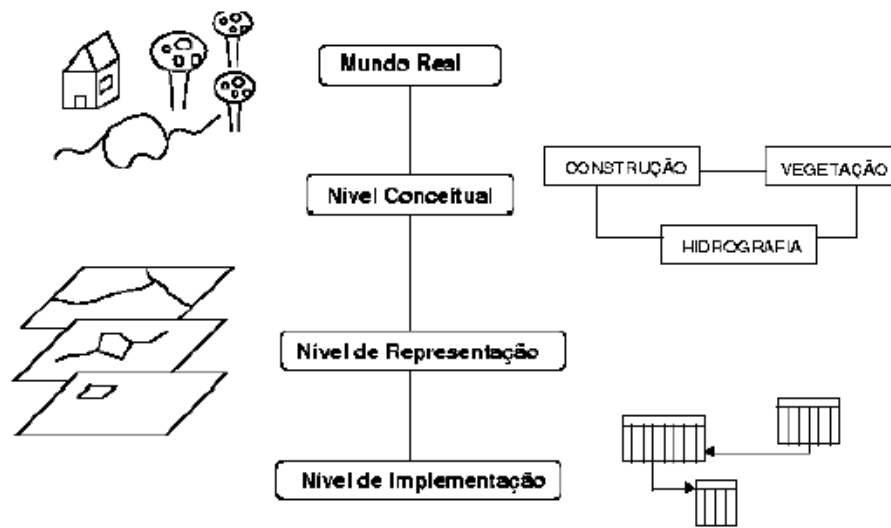 Mundo Real
Nível Conceitual
CONSTRUÇÃO
VEGETAÇÃO
HIDROGRAFIA
Nível de Representação
Nível de Implementação